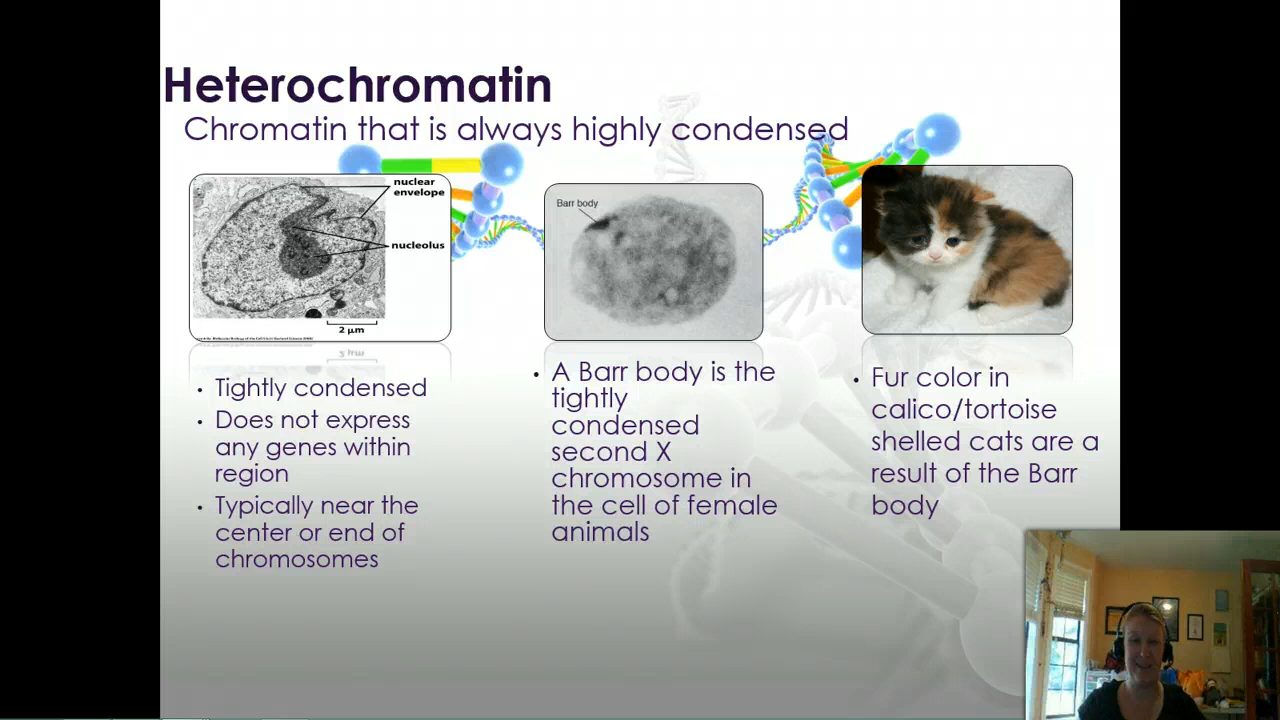 Heterochromatin
Chromatin that is always highly condensed
nuclear
envelope
nucleolus
2 μm
Barr body
• Tightly condensed
• Does not express
any genes within
region
• Typically near the
center or end of
chromosomes
• A Barr body is the
tightly
condensed
second X
chromosome in
the cell of female
animals
• Fur color in
calico/tortoise
shelled cats are a
result of the Barr
body